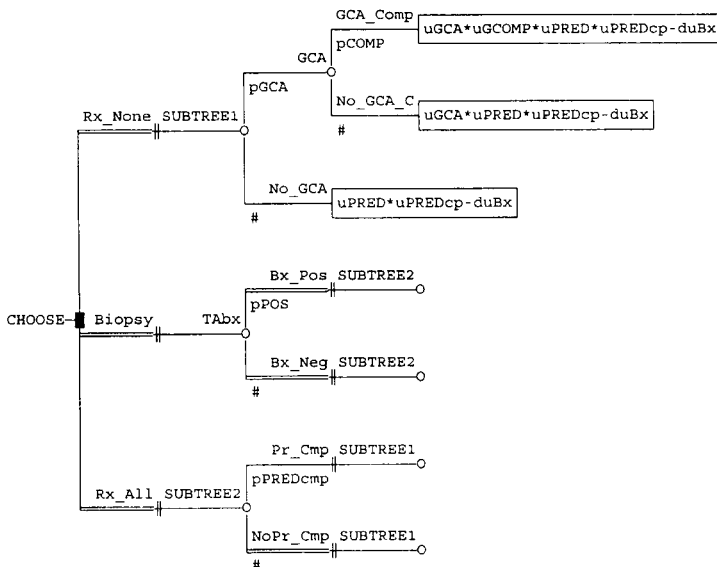 GCA_Comp
uGCA*uGCOMP*uPRED*uPREDcp-duBx
pCOMP
GCA
pGCA
No_GCA_C
uGCA*uPRED*uPREDcp-duBx
#
Rx_None SUBTREE1
No_GCA
uPRED*uPREDcp-duBx
#
Bx_Pos SUBTREE2
pPOS
CHOOSE Biopsy TAbx
Bx_Neg SUBTREE2
#
Pr_Cmp SUBTREE1
pPREDcmp
Rx_All SUBTREE2
NoPr_Cmp SUBTREE1
#